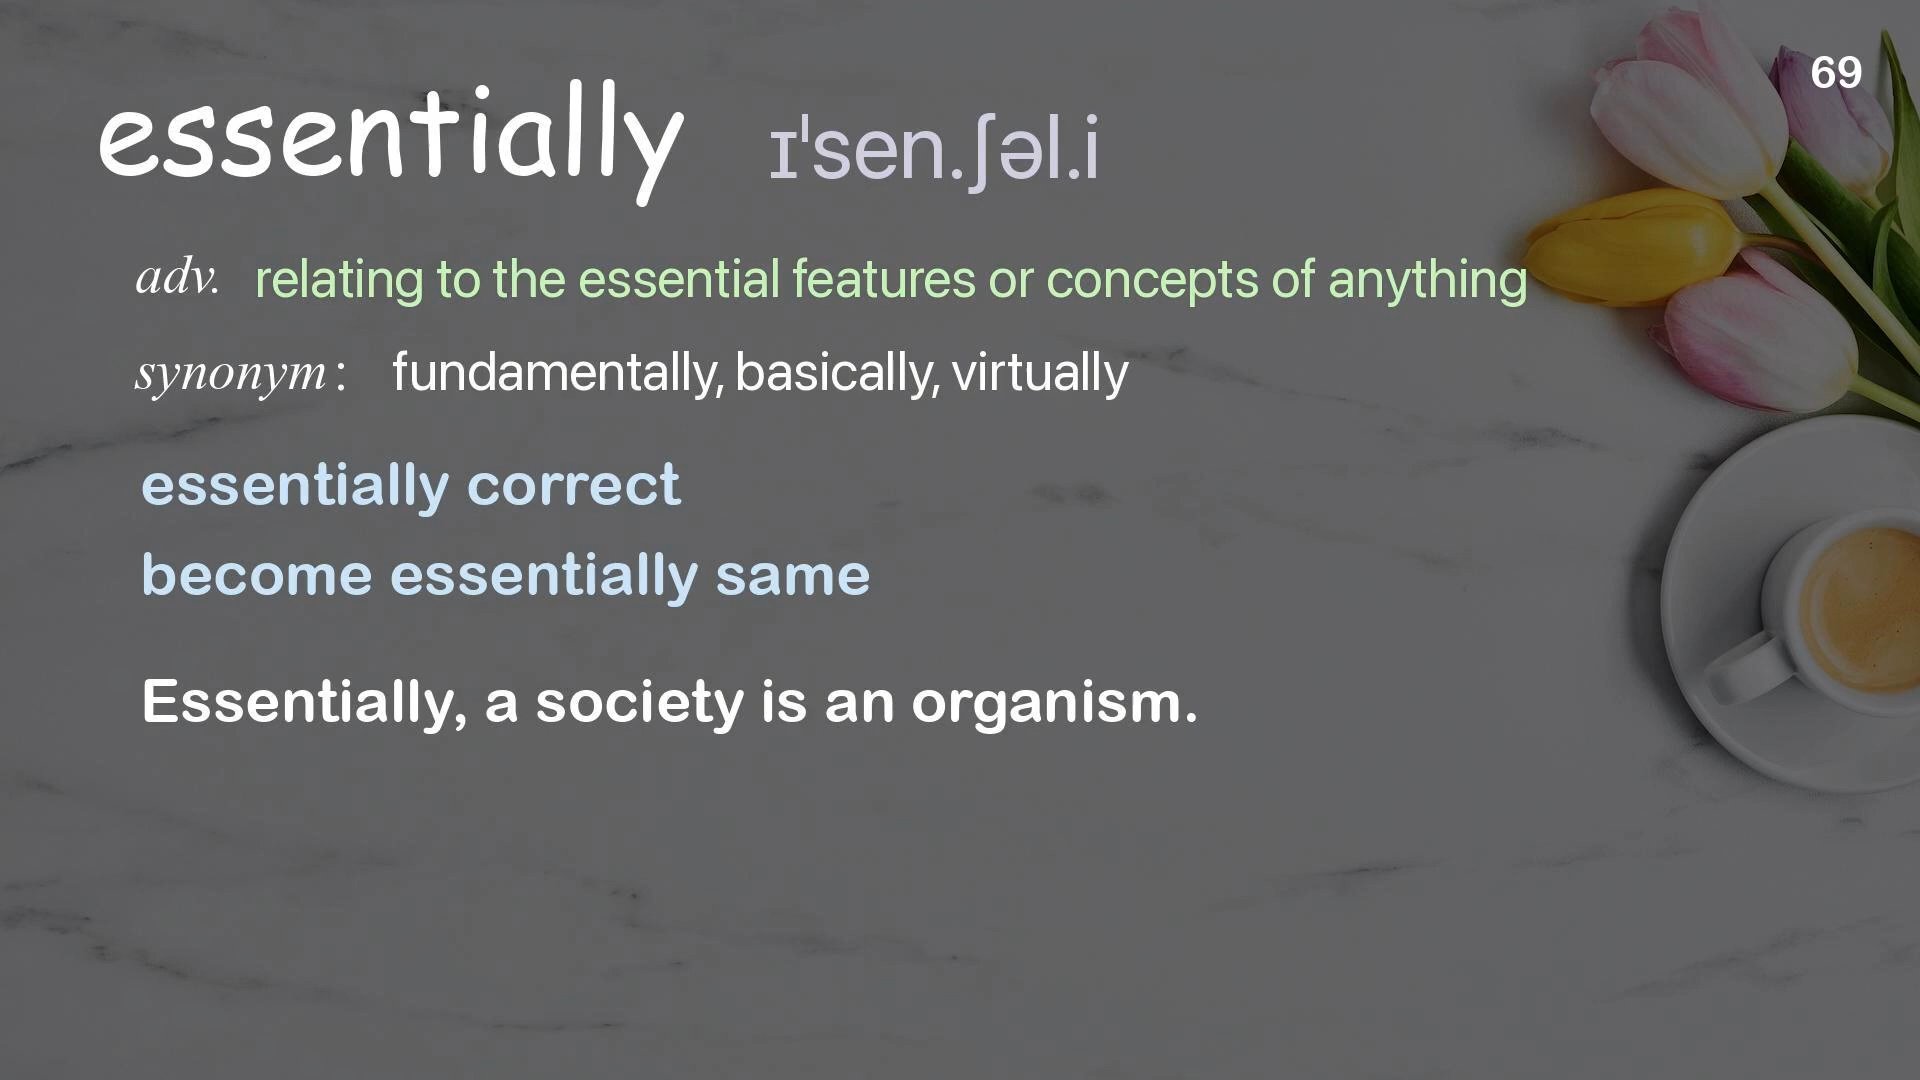 69
essentially ɪˈsen.ʃəl.i
adv. relating to the essential features or concepts of anything
synonym : fundamentally, basically, virtually
essentially correct
become essentially same
Essentially, a society is an organism.